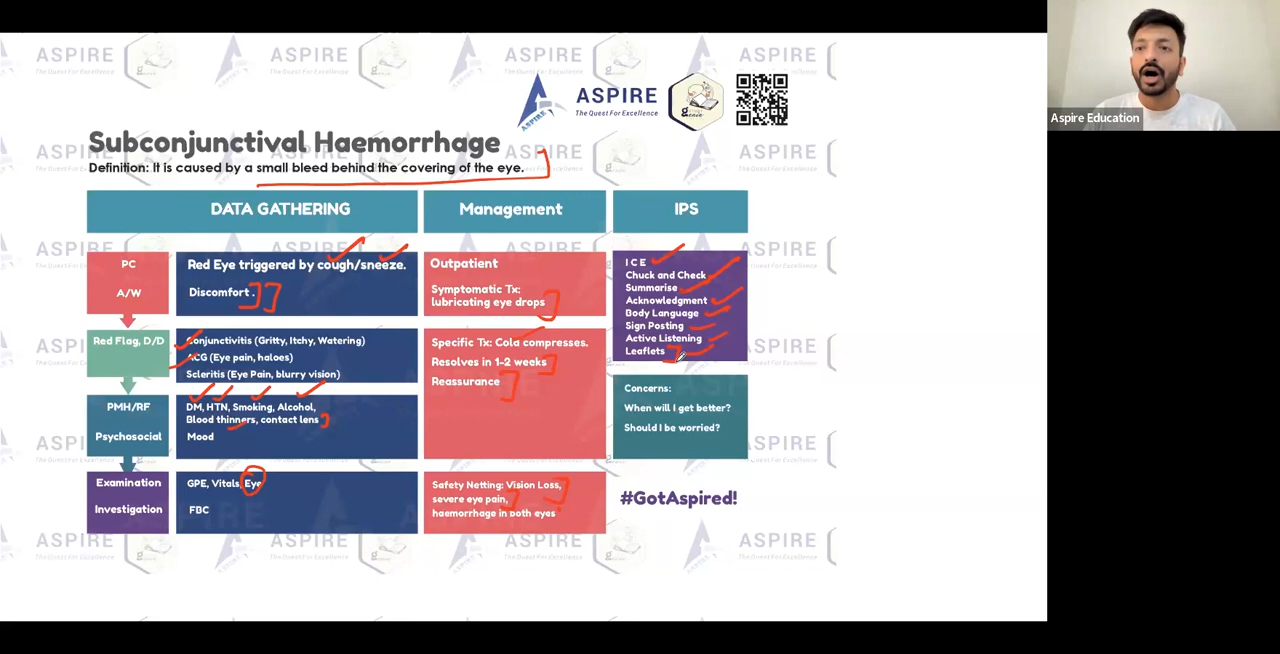 ASPIRE
The Quest For Excellence
genie
Subconjunctival Haemorrhage
Definition: It is caused by a small bleed behind the covering of the eye.
DATA GATHERING
Management
IPS
PC
A/W
Red Eye triggered by cough/sneeze.
Discomfort .
Outpatient
Symptomatic Tx:
lubricating eye drops
I C E
Chuck and Check
Summarise
Acknowledgment
Body Language
Sign Posting
Active Listening
Leaflets
Red Flag, D/D
Conjunctivitis (Gritty, Itchy, Watering)
ACG (Eye pain, haloes)
Scleritis (Eye Pain, blurry vision)
Specific Tx: Cold compresses.
Resolves in 1-2 weeks
Reassurance
PMH/RF
Psychosocial
DM, HTN, Smoking, Alcohol,
Blood thinners, contact lens
Mood
Concerns:
When will I get better?
Should I be worried?
Examination
Investigation
GPE, Vitals, Eye
FBC
Safety Netting: Vision Loss,
severe eye pain,
haemorrhage in both eyes
#GotAspired!
Aspire Education